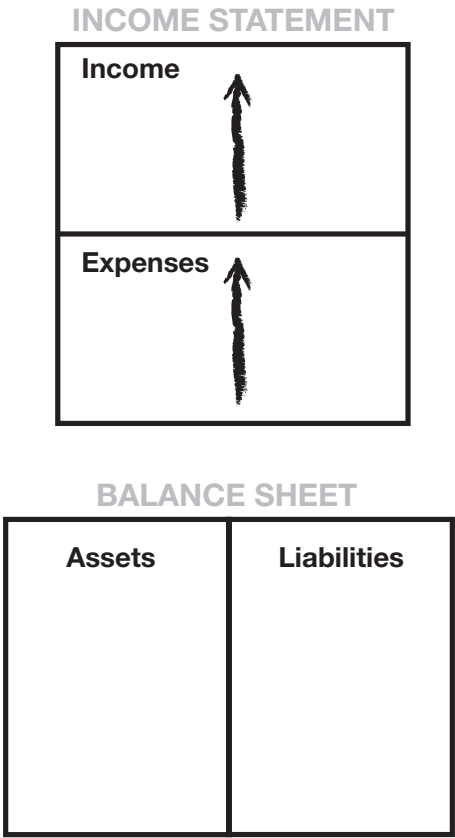 INCOME STATEMENT
Income
Expenses
BALANCE SHEET
Assets
Liabilities